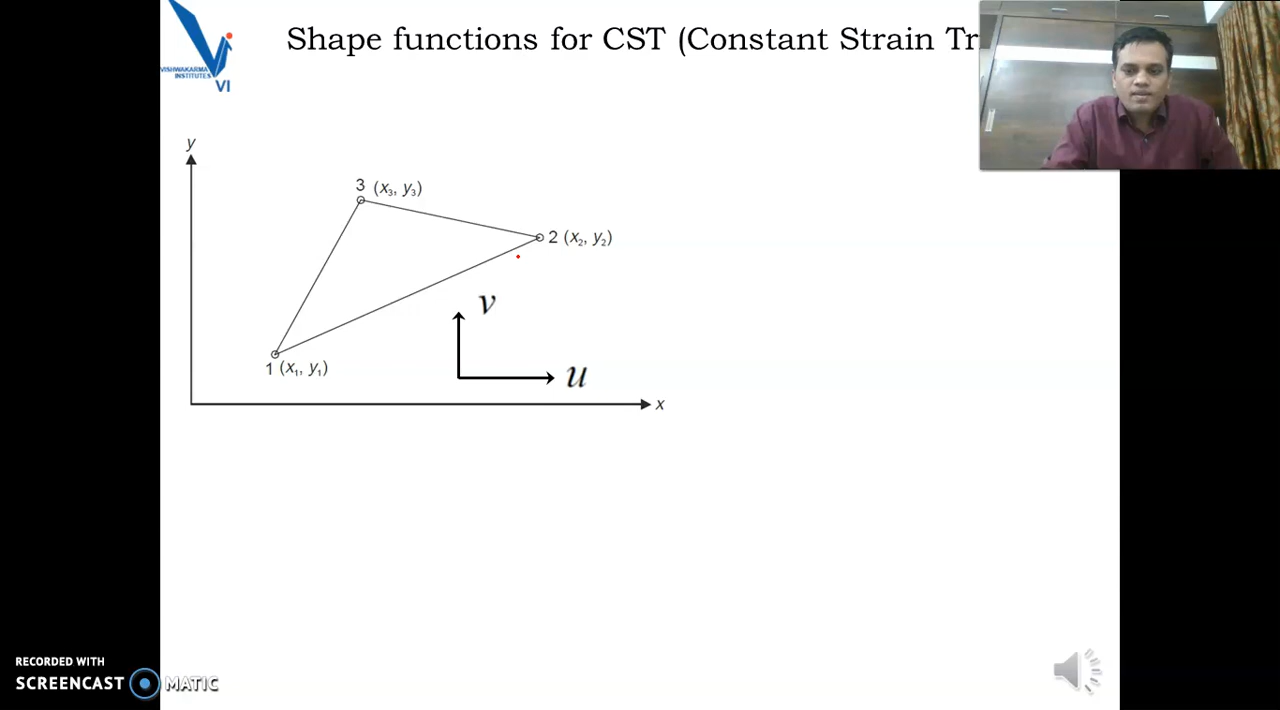 Shape functions for CST (Constant Strain Tr
VISHWAKARMA
INSTITUTES
VI
y
3 (x₃, y₃)
2 (x₂, y₂)
v
1 (x₁, y₁)
u
x
RECORDED WITH
SCREENCAST MATIC